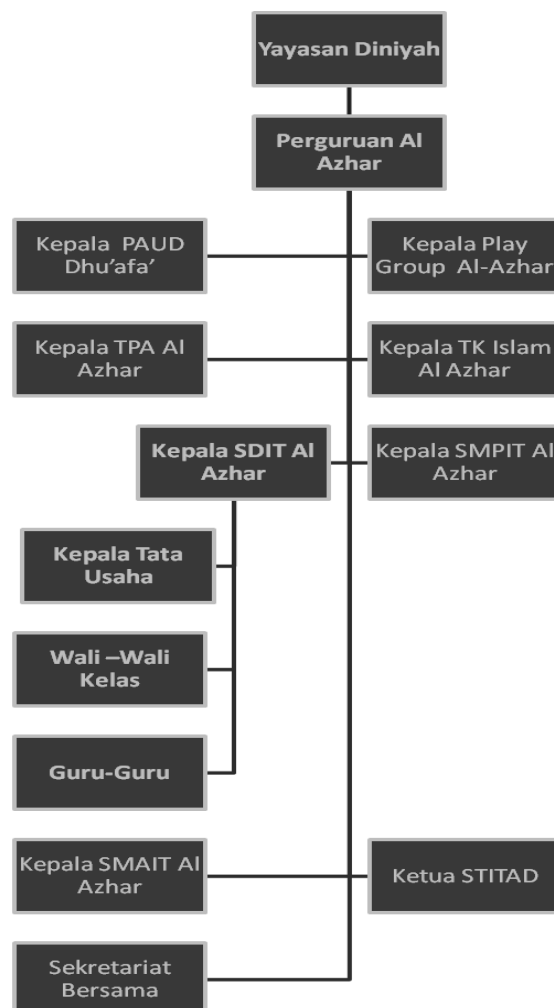 Yayasan Diniyah
Perguruan Al
Azhar
Kepala PAUD
Dhu'afa'
Kepala Play
Group Al-Azhar
Kepala TPA Al
Azhar
Kepala TK Islam
Al Azhar
Kepala SDIT Al
Azhar
Kepala SMPIT Al
Azhar
Kepala Tata
Usaha
Wali –Wali
Kelas
Guru-Guru
Kepala SMAIT Al
Azhar
Ketua STITAD
Sekretariat
Bersama